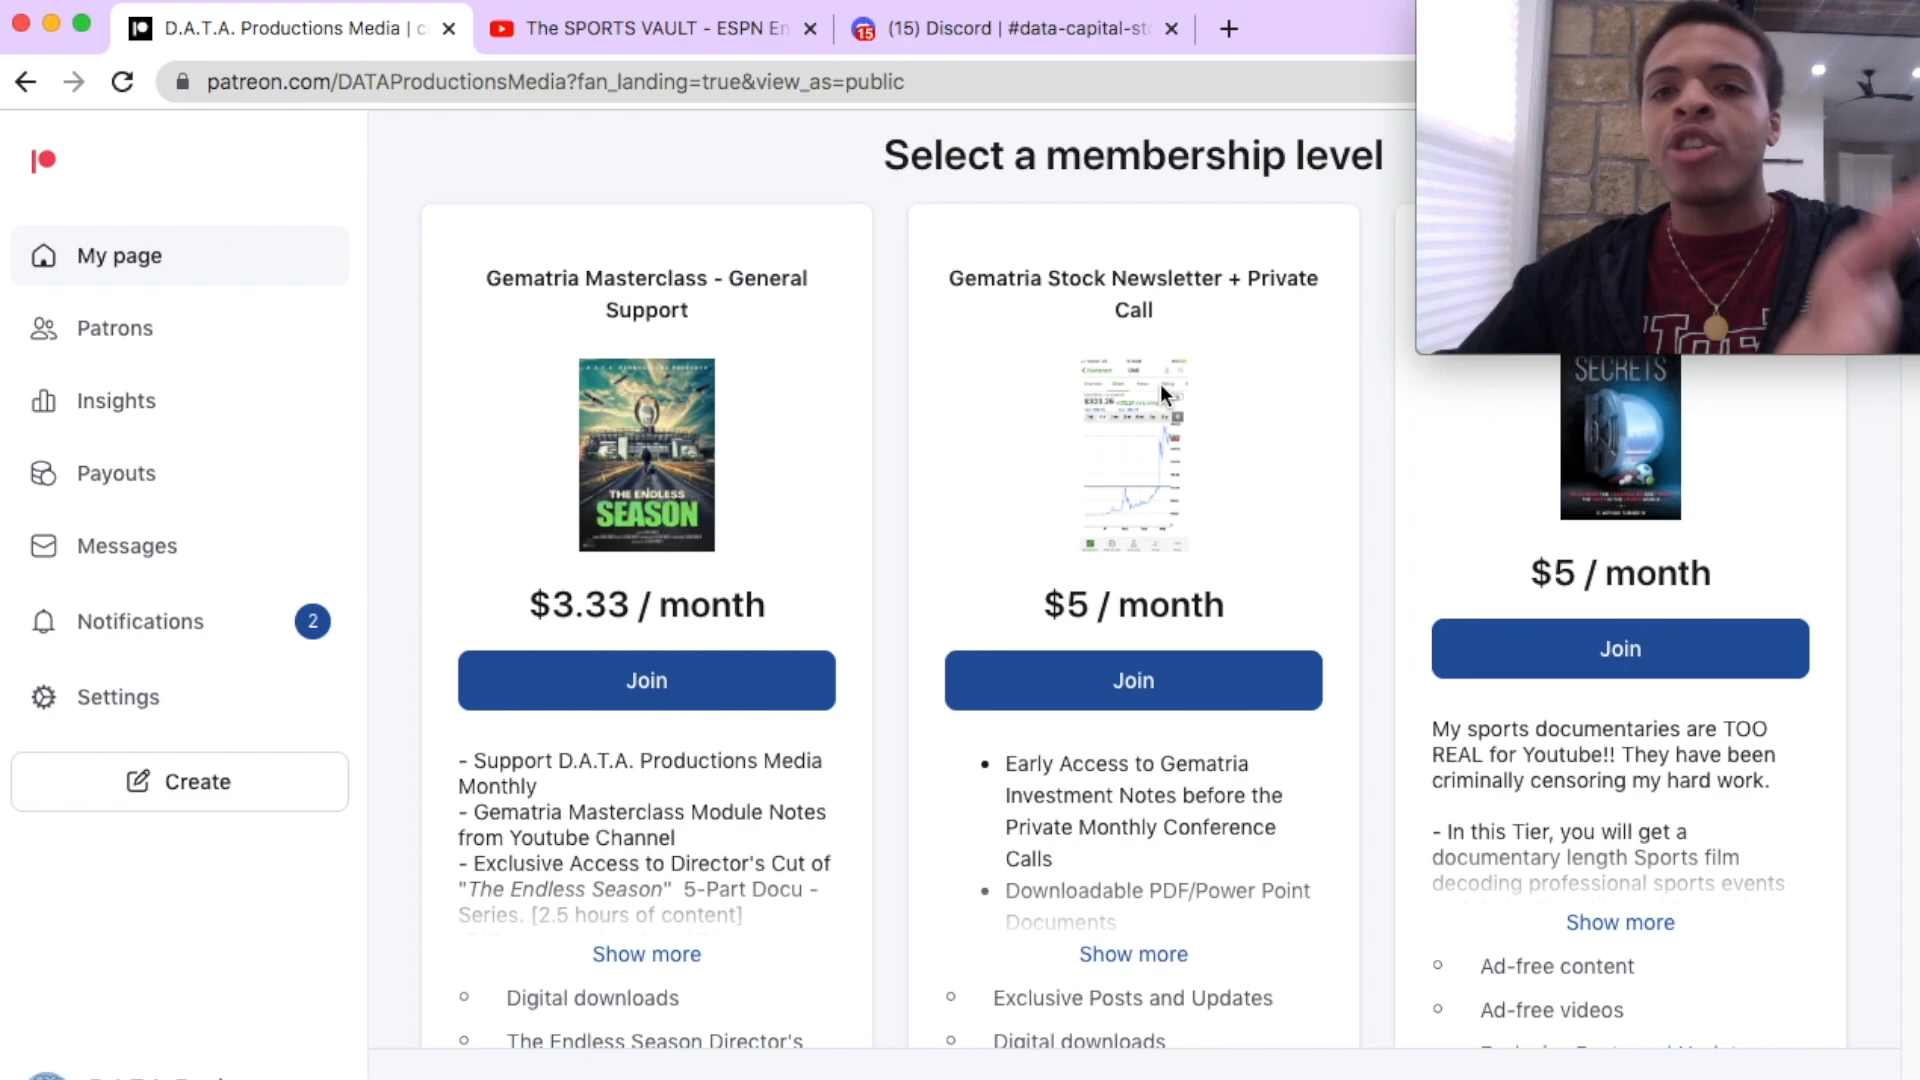 D.A.T.A. Productions Media | c
The SPORTS VAULT - ESPN En
(15) Discord | #data-capital-st
patreon.com/DATAProductionsMedia?fan_landing=true&view_as=public
My page
Patrons
Insights
Payouts
Messages
Notifications
2
Settings
Create
Select a membership level
Gematria Masterclass - General
Support
THE ENDLESS
SEASON
$3.33 / month
Join
- Support D.A.T.A. Productions Media
Monthly
- Gematria Masterclass Module Notes
from Youtube Channel
- Exclusive Access to Director's Cut of
"The Endless Season" 5-Part Docu -
Series. [2.5 hours of content]
Show more
Digital downloads
The Endless Season Director's
Gematria Stock Newsletter + Private
Call
$5 / month
Join
Early Access to Gematria
Investment Notes before the
Private Monthly Conference
Calls
Downloadable PDF/Power Point
Documents
Show more
Exclusive Posts and Updates
Digital downloads
SECRETS
$5 / month
Join
My sports documentaries are TOO
REAL for Youtube!! They have been
criminally censoring my hard work.
- In this Tier, you will get a
documentary length Sports film
decoding professional sports events
Show more
Ad-free content
Ad-free videos